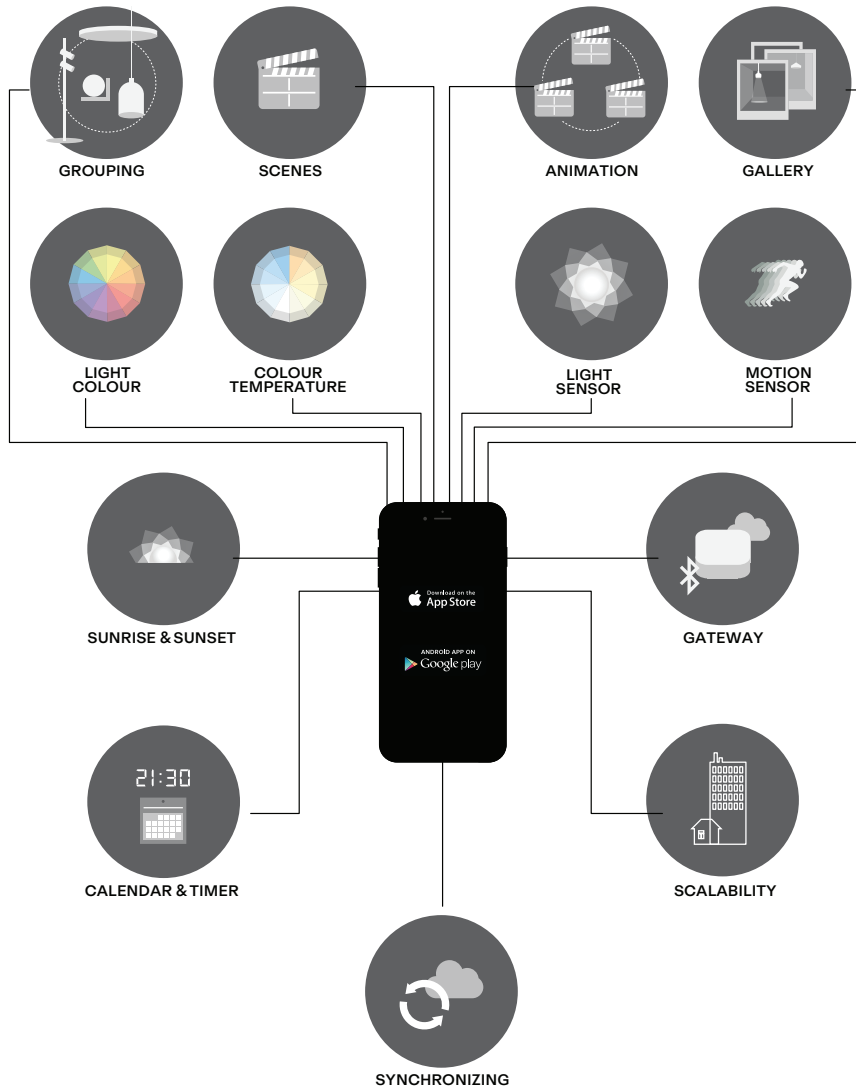 GROUPING
SCENES
ANIMATION
GALLERY
LIGHT
COLOUR
COLOUR
TEMPERATURE
LIGHT
SENSOR
MOTION
SENSOR
Download on the
App Store
ANDROID APP ON
Google play
SUNRISE & SUNSET
GATEWAY
21:30
CALENDAR & TIMER
SCALABILITY
SYNCHRONIZING